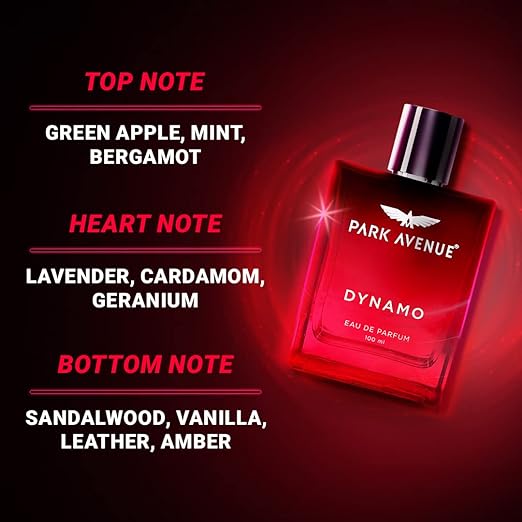 TOP NOTE
GREEN APPLE, MINT,
BERGAMOT
HEART NOTE
LAVENDER, CARDAMOM,
GERANIUM
BOTTOM NOTE
SANDALWOOD, VANILLA,
LEATHER, AMBER
PARK AVENUE®
DYNAMO
EAU DE PARFUM
100 ml